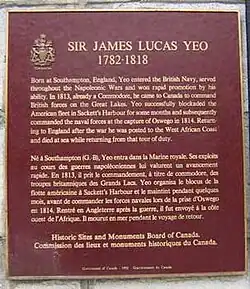 SIR JAMES LUCAS YEO
1782-1818
Born at Southampton, England, Yeo entered the British Navy, served
throughout the Napoleonic Wars and won rapid promotion by his
ability. In 1813, already a Commodore, he came to Canada to command
British forces on the Great Lakes. Yeo successfully blockaded the
American fleet in Sackett's Harbour for some months and subsequently
commanded the naval forces at the capture of Oswego in 1814. Return-
ing to England after the war he was posted to the West African Coast
and died at sea while returning from that tour of duty.
Né à Southampton (G.-B), Yeo entra dans la Marine royale. Ses exploits
au cours des guerres napoléoniennes lui valurent un avancement
rapide. En 1813, il prit le commandement, à titre de commodore, des
troupes britanniques des Grands Lacs. Yeo organisa le blocus de la
flotte américaine à Sackett's Harbour et le maintint pendant quelques
mois, avant de commander les forces navales lors de la prise d'Oswego
en 1814. Rentré en Angleterre après la guerre, il fut envoyé à la côte
ouest de l'Afrique. Il mourut en mer pendant le voyage de retour.
Historic Sites and Monuments Board of Canada.
Commission des lieux et monuments historiques du Canada.
Government of Canada - Gouvernement du Canada